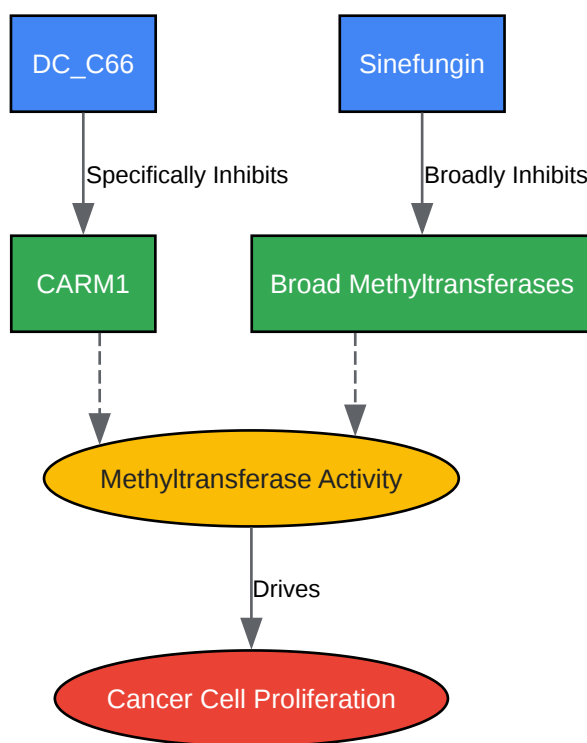 DC_C66
Sinefungin
Specifically Inhibits
Broadly Inhibits
CARM1
Broad Methyltransferases
Methyltransferase Activity
Drives
Cancer Cell Proliferation